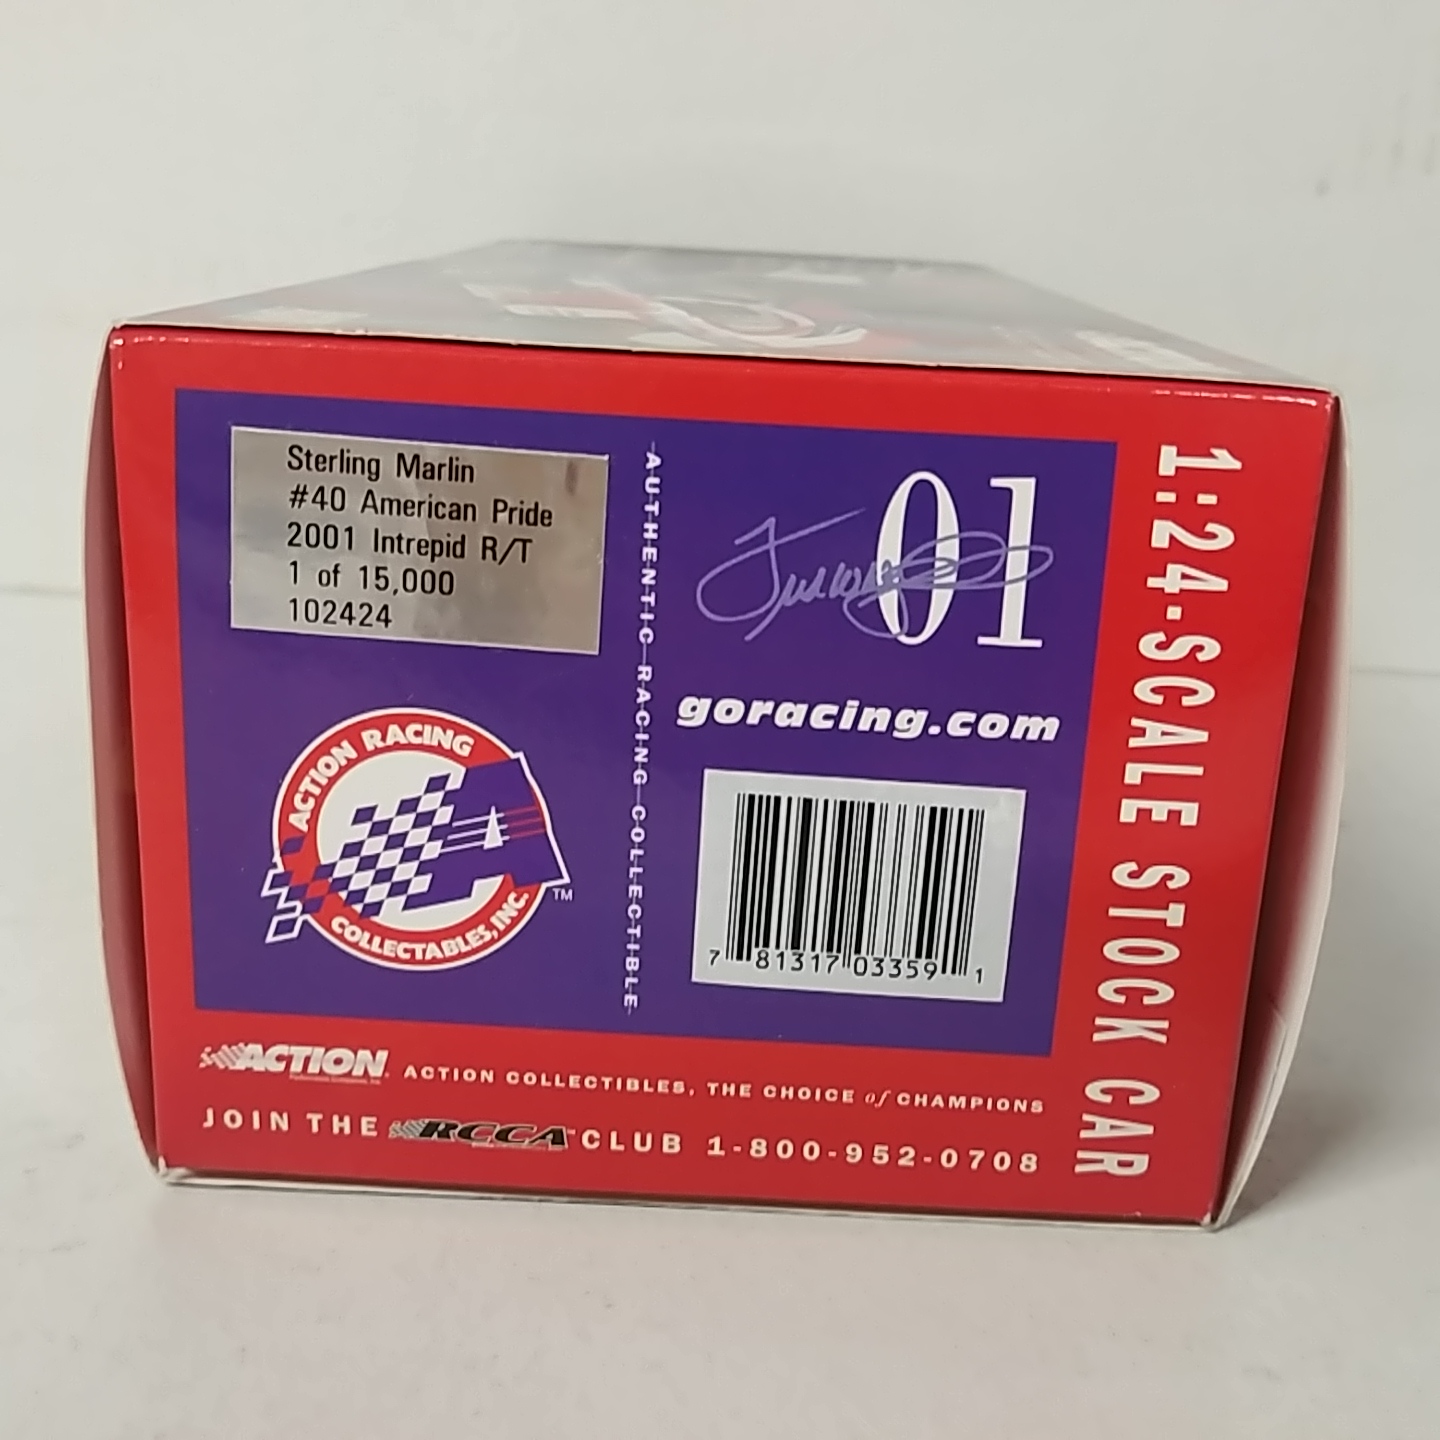 Sterling Marlin
#40 American Pride
2001 Intrepid R/T
1 of 15,000
102424
AUTHENTIC RACING COLLECTIBLE
01
goracing.com
ACTION RACING
COLLECTABLES, INC.
TM
7 81317 03359 1
1:24-SCALE STOCK CAR
ACTION ACTION COLLECTIBLES, THE CHOICE of CHAMPIONS
JOIN THE RCCA CLUB 1-800-952-0708